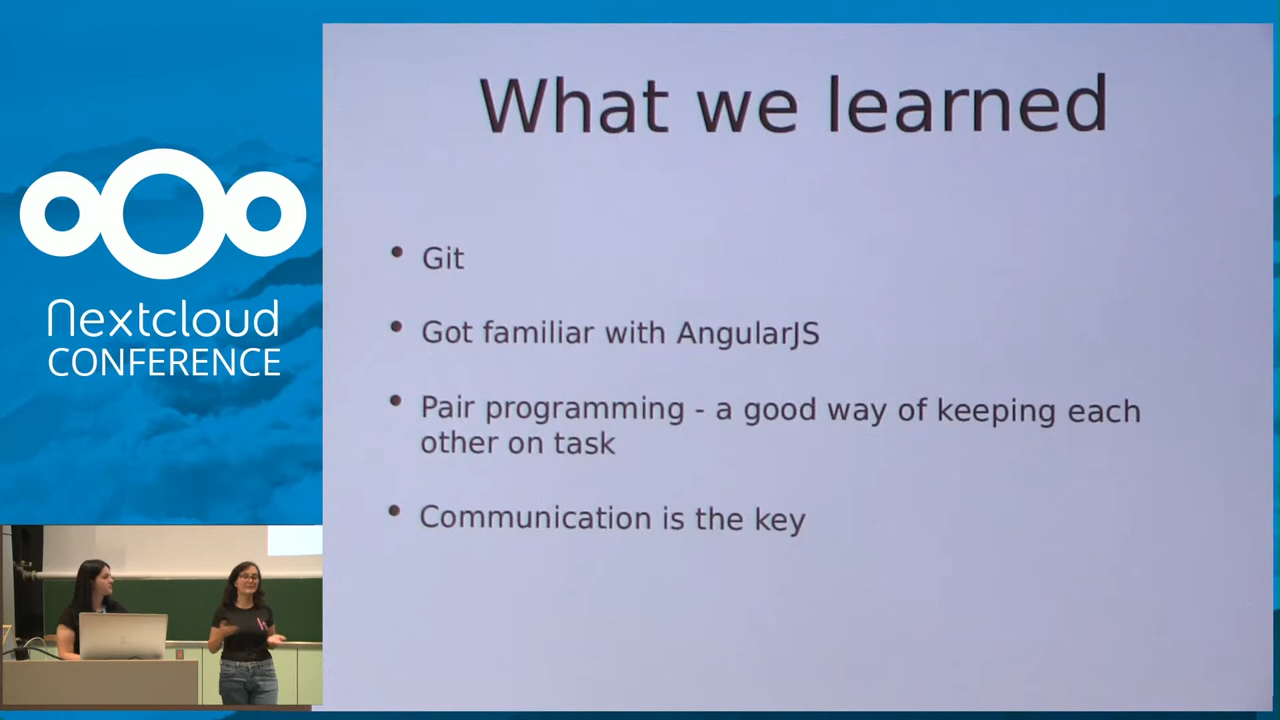 nextcloud
CONFERENCE
What we learned
• Git
• Got familiar with AngularJS
• Pair programming - a good way of keeping each
other on task
• Communication is the key